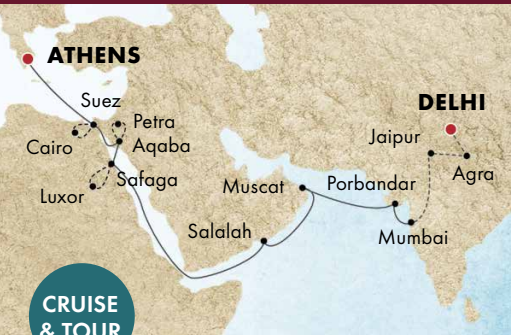 ATHENS
Suez
DELHI
Petra
Jaipur
Cairo
Aqaba
Agra
Safaga
Muscat
Porbandar
Luxor
Salalah
Mumbai
CRUISE
& TOUR